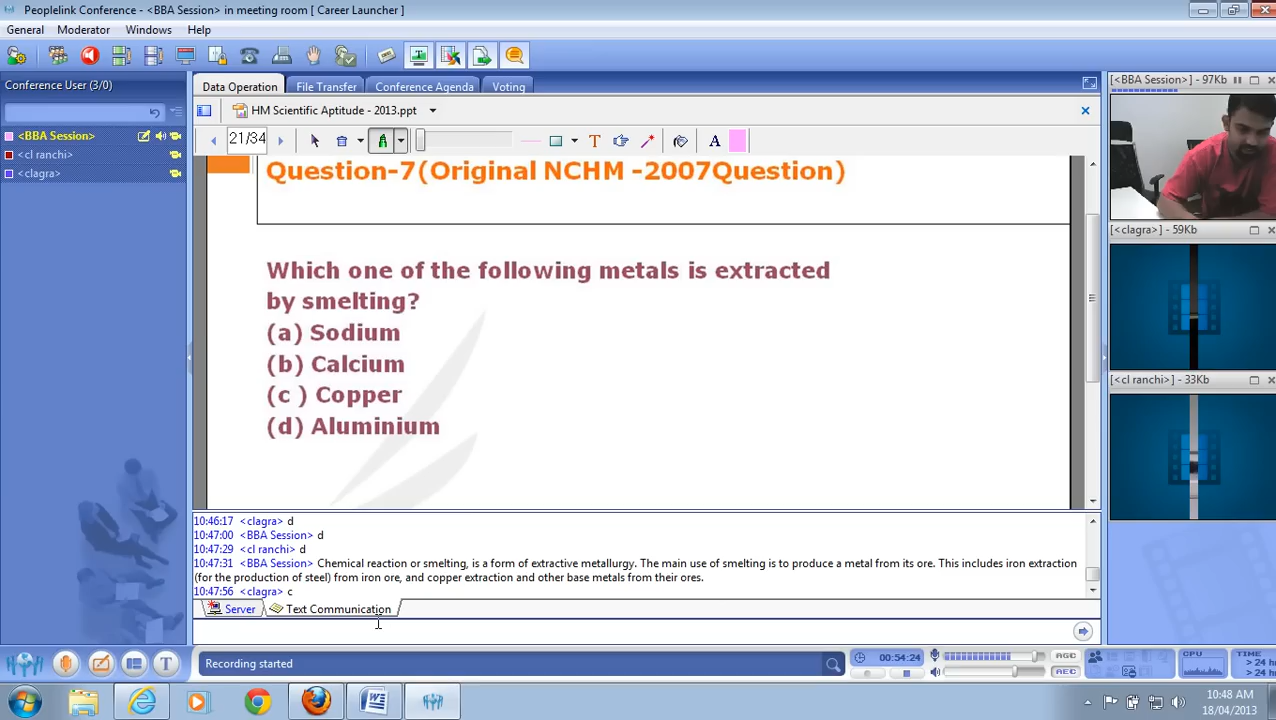 Peoplelink Conference - <BBA Session> in meeting room [ Career Launcher ]
General Moderator Windows Help
Conference User (3/0)
<BBA Session>
<cl ranchi>
<clagra>
Data Operation File Transfer Conference Agenda Voting
HM Scientific Aptitude - 2013.ppt
21/34
Question-7(Original NCHM -2007Question)
Which one of the following metals is extracted
by smelting?
(a) Sodium
(b) Calcium
(c ) Copper
(d) Aluminium
10:46:17 <clagra> d
10:47:00 <BBA Session> d
10:47:29 <cl ranchi> d
10:47:31 <BBA Session> Chemical reaction or smelting, is a form of extractive metallurgy. The main use of smelting is to produce a metal from its ore. This includes iron extraction
(for the production of steel) from iron ore, and copper extraction and other base metals from their ores.
10:47:56 <clagra> c
Server Text Communication
Recording started
00:54:24
AGC
AEC
CPU
TIME
> 24 h
> 24 h
[<BBA Session>] - 97Kb
[<clagra>] - 59Kb
[<cl ranchi>] - 33Kb
10:48 AM
18/04/2013